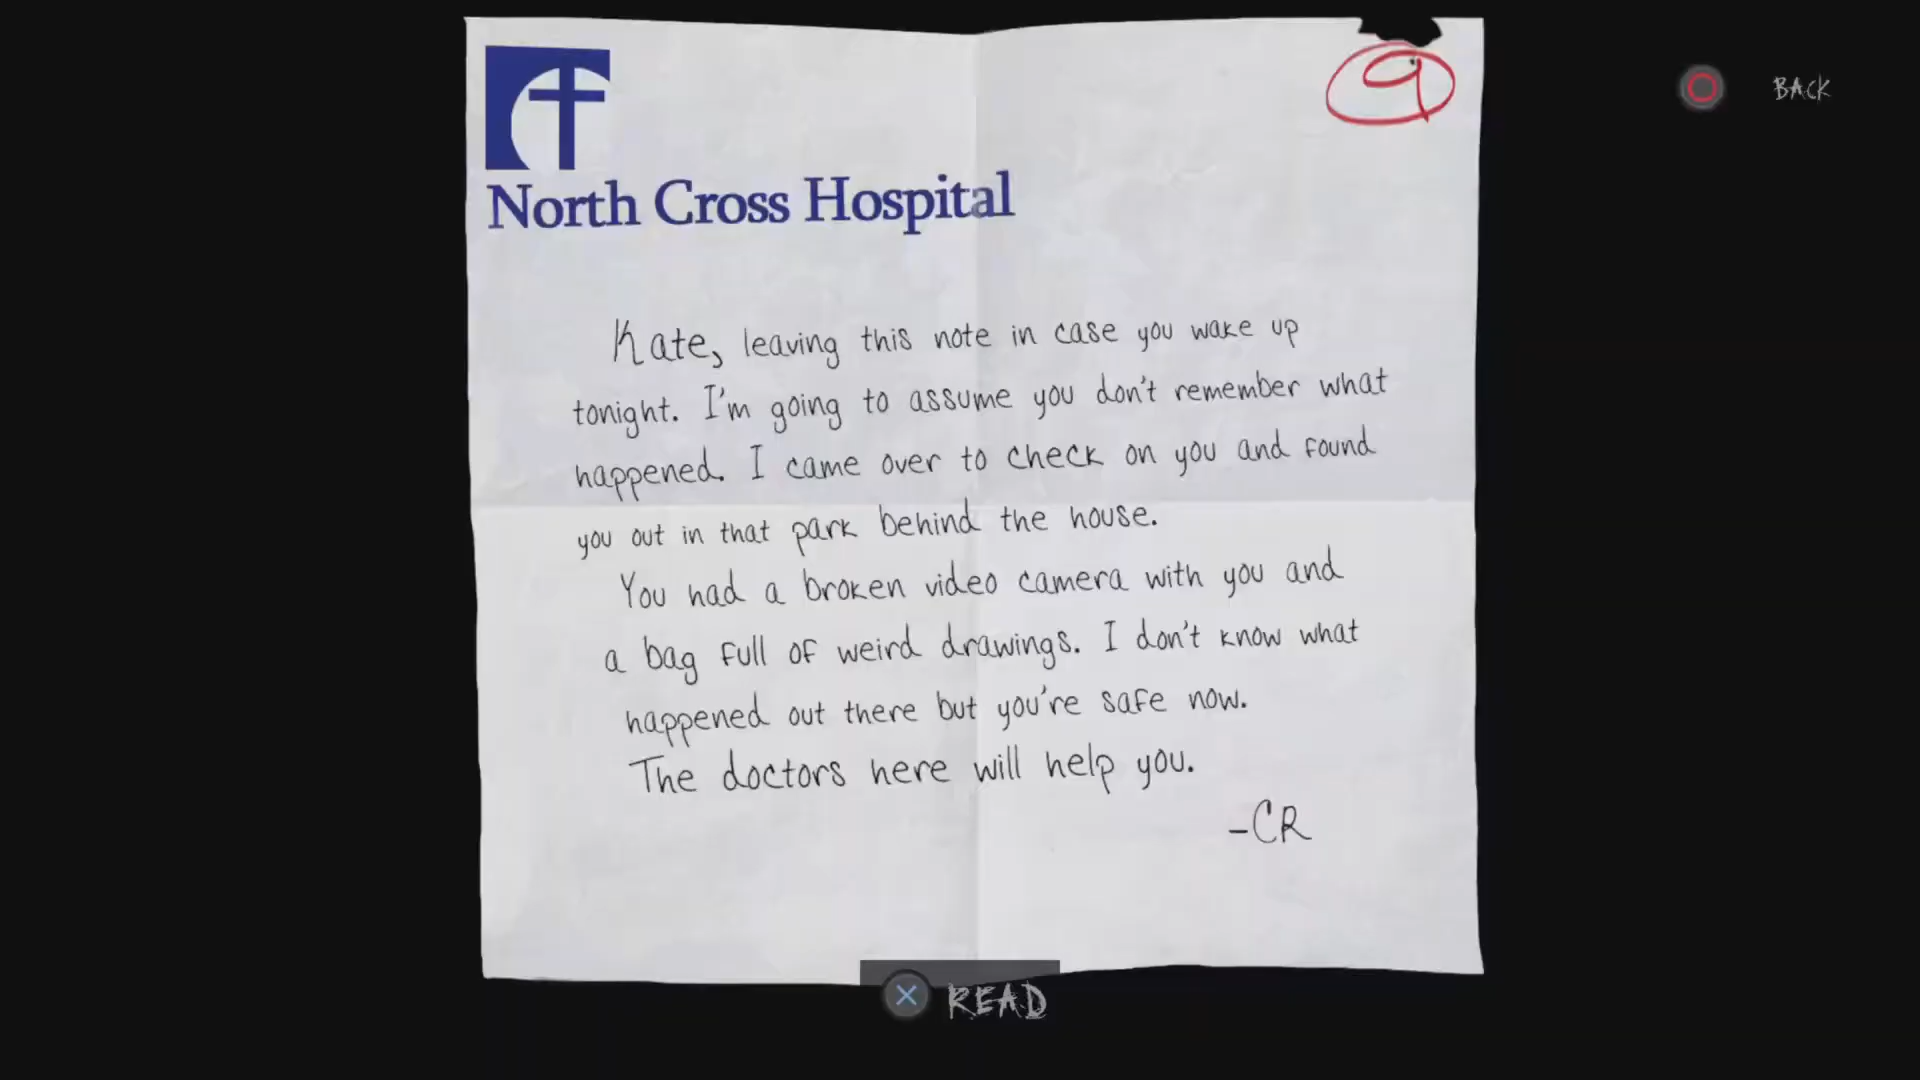 9
BACK
North Cross Hospital
Kate, leaving this note in case you wake up
tonight. I'm going to assume you don't remember what
happened. I came over to check on you and found
you out in that park behind the house.
You had a broken video camera with you and
a bag full of weird drawings. I don't know what
happened out there but you're safe now.
The doctors here will help you.
-CR
READ